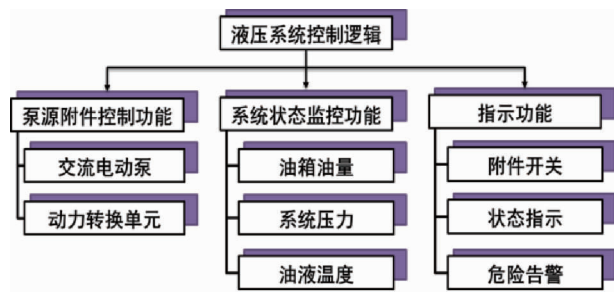 液压系统控制逻辑
泵源附件控制功能
交流电动泵
动力转换单元
系统状态监控功能
油箱油量
系统压力
油液温度
指示功能
附件开关
状态指示
危险告警